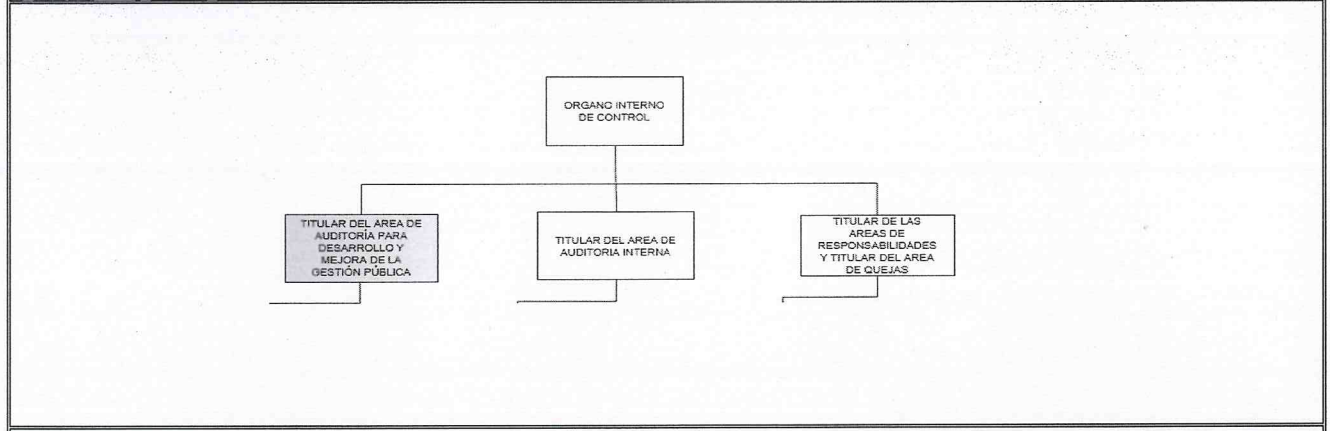 ORGANO INTERNO
DE CONTROL
TITULAR DEL AREA DE
AUDITORÍA PARA
DESARROLLO Y
MEJORA DE LA
GESTIÓN PÚBLICA
TITULAR DEL AREA DE
AUDITORIA INTERNA
TITULAR DE LAS
AREAS DE
RESPONSABILIDADES
Y TITULAR DEL AREA
DE QUEJAS